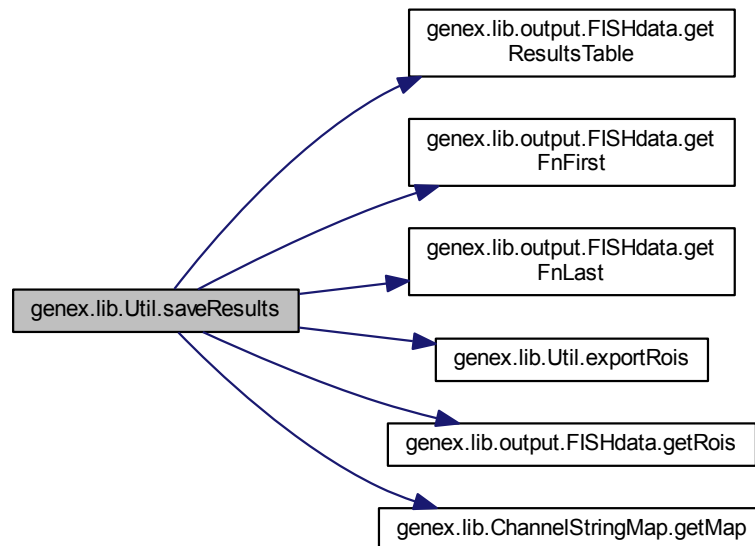 genex.lib.output.FISHdata.get
ResultsTable
genex.lib.output.FISHdata.get
FnFirst
genex.lib.output.FISHdata.get
FnLast
genex.lib.Util.saveResults
genex.lib.Util.exportRois
genex.lib.output.FISHdata.getRois
genex.lib.ChannelStringMap.getMap